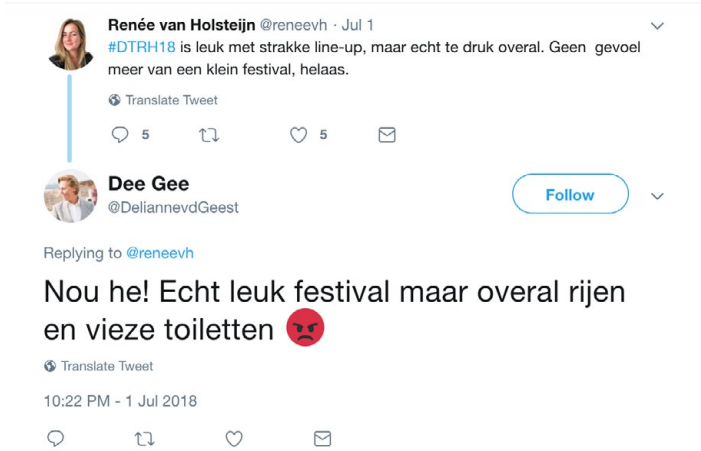 Renée van Holsteijn @reneevh · Jul 1
#DTRH18 is leuk met strakke line-up, maar echt te druk overal. Geen gevoel
meer van een klein festival, helaas.
Translate Tweet
5 5
Dee Gee
@DeliannevdGeest
Follow
Replying to @reneevh
Nou he! Echt leuk festival maar overal rijen
en vieze toiletten 😡
Translate Tweet
10:22 PM - 1 Jul 2018